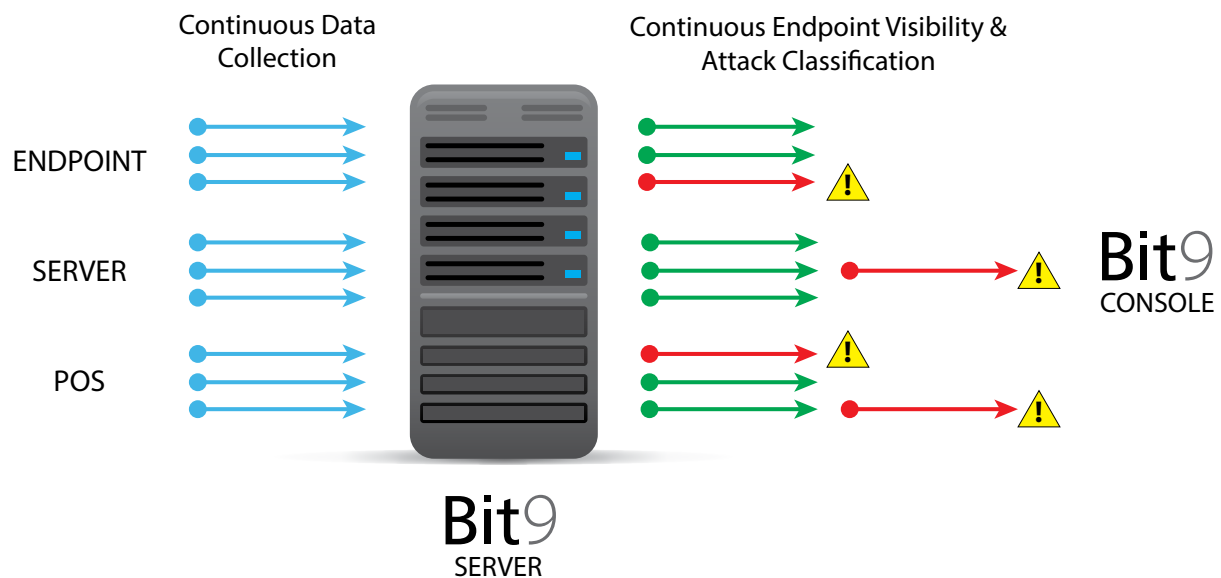 Continuous Data
Collection
Continuous Endpoint Visibility &
Attack Classification
ENDPOINT
!
SERVER
!
Bit9
CONSOLE
!
POS
!
Bit9
SERVER